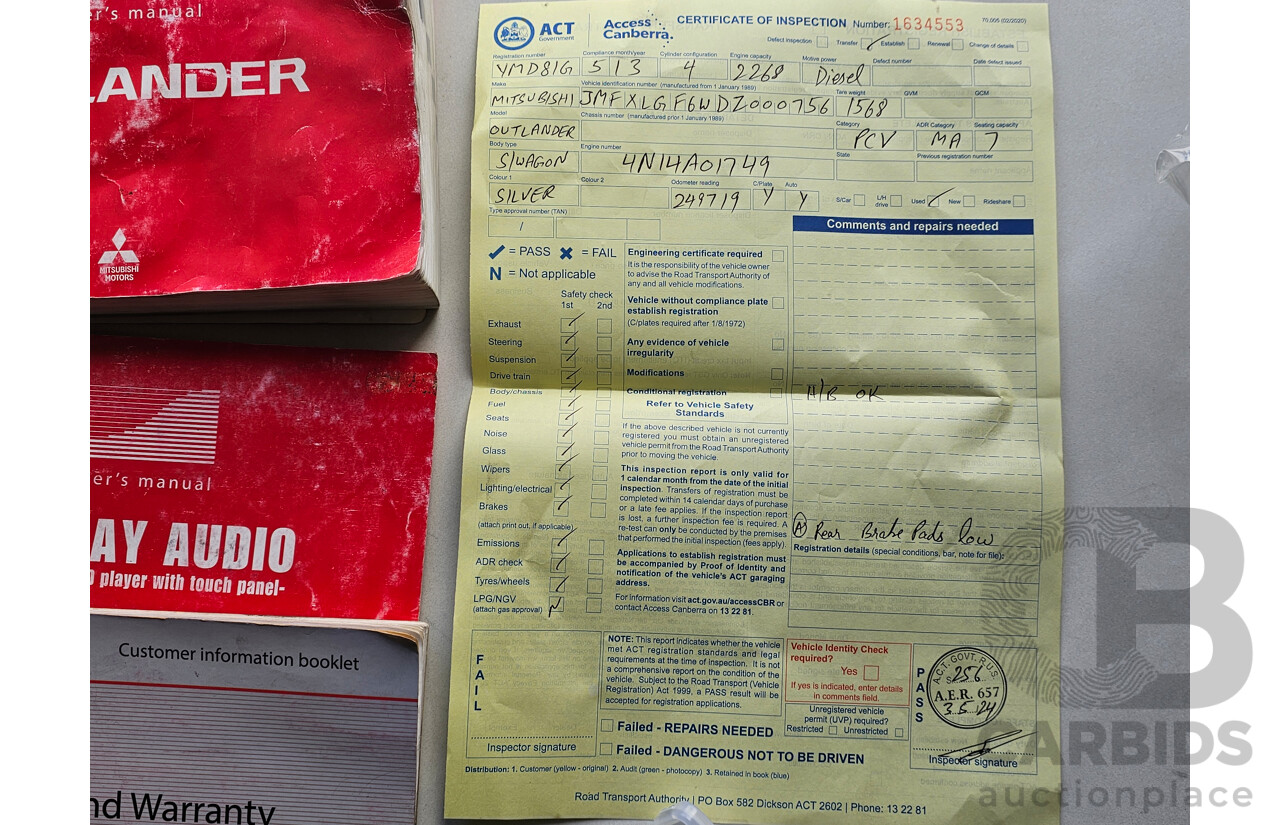 er's manual
LANDER
MITSUBISHI
MOTORS
er's manual
AY AUDIO
player with touch panel-
Customer information booklet
nd Warranty
ACT
Government
Access
Canberra.
CERTIFICATE OF INSPECTION Number: 1634553
70.005 (02/2020)
Defect inspection Transfer Establish Renewal Change of details
Registration number Compliance month/year Cylinder configuration Engine capacity Motive power Defect number Date defect issued
YMD81G 513 4 2268 Diesel
Make Vehicle identification number (manufactured from 1 January 1989) Tare weight GVM GCM
MITSUBISHI JMFXLGF6WDZ000756 1568
Model Chassis number (manufactured prior 1 January 1989) Category ADR Category Seating capacity
OUTLANDER PCV MA 7
Body type Engine number State Previous registration number
S/WAGON 4N14A01749
Colour 1 Colour 2 Odometer reading C/Plate Auto
SILVER 249719 Y Y
S/Car L/H drive Used New Rideshare
Type approval number (TAN)
/
Comments and repairs needed
= PASS = FAIL
N = Not applicable
Safety check
1st 2nd
Exhaust
Steering
Suspension
Drive train
Body/chassis
Fuel
Seats
Noise
Glass
Wipers
Lighting/electrical
Brakes
(attach print out, if applicable)
Emissions
ADR check
Tyres/wheels
LPG/NGV
(attach gas approval) N
Engineering certificate required
It is the responsibility of the vehicle owner
to advise the Road Transport Authority of
any and all vehicle modifications.
Vehicle without compliance plate
establish registration
(C/plates required after 1/8/1972)
Any evidence of vehicle
irregularity
Modifications
Conditional registration
Refer to Vehicle Safety
Standards
If the above described vehicle is not currently
registered you must obtain an unregistered
vehicle permit from the Road Transport Authority
prior to moving the vehicle.
This inspection report is only valid for
1 calendar month from the date of the initial
inspection. Transfers of registration must be
completed within 14 calendar days of purchase
or a late fee applies. If the inspection report
is lost, a further inspection fee is required. A
re-test can only be conducted by the premises
that performed the initial inspection (fees apply).
Applications to establish registration must
be accompanied by Proof of Identity and
notification of the vehicle's ACT garaging
address.
For information visit act.gov.au/accessCBR or
contact Access Canberra on 13 22 81.
A/B OK
(A) Rear Brake Pads low
Registration details (special conditions, bar, note for file):
FAIL
Inspector signature
NOTE: This report indicates whether the vehicle
met ACT registration standards and legal
requirements at the time of inspection. It is not
a comprehensive report on the condition of the
vehicle. Subject to the Road Transport (Vehicle
Registration) Act 1999, a PASS result will be
accepted for registration applications.
Failed - REPAIRS NEEDED
Failed - DANGEROUS NOT TO BE DRIVEN
Vehicle Identity Check
required?
Yes
If yes is indicated, enter details
in comments field.
Unregistered vehicle
permit (UVP) required?
Restricted Unrestricted
PASS
A.C.T. GOVT. R.U.S.
256
A.E.R. 657
3.5.24
Inspector signature
Distribution: 1. Customer (yellow - original) 2. Audit (green - photocopy) 3. Retained in book (blue)
Road Transport Authority | PO Box 582 Dickson ACT 2602 | Phone: 13 22 81
CARBIDS
auctionplace